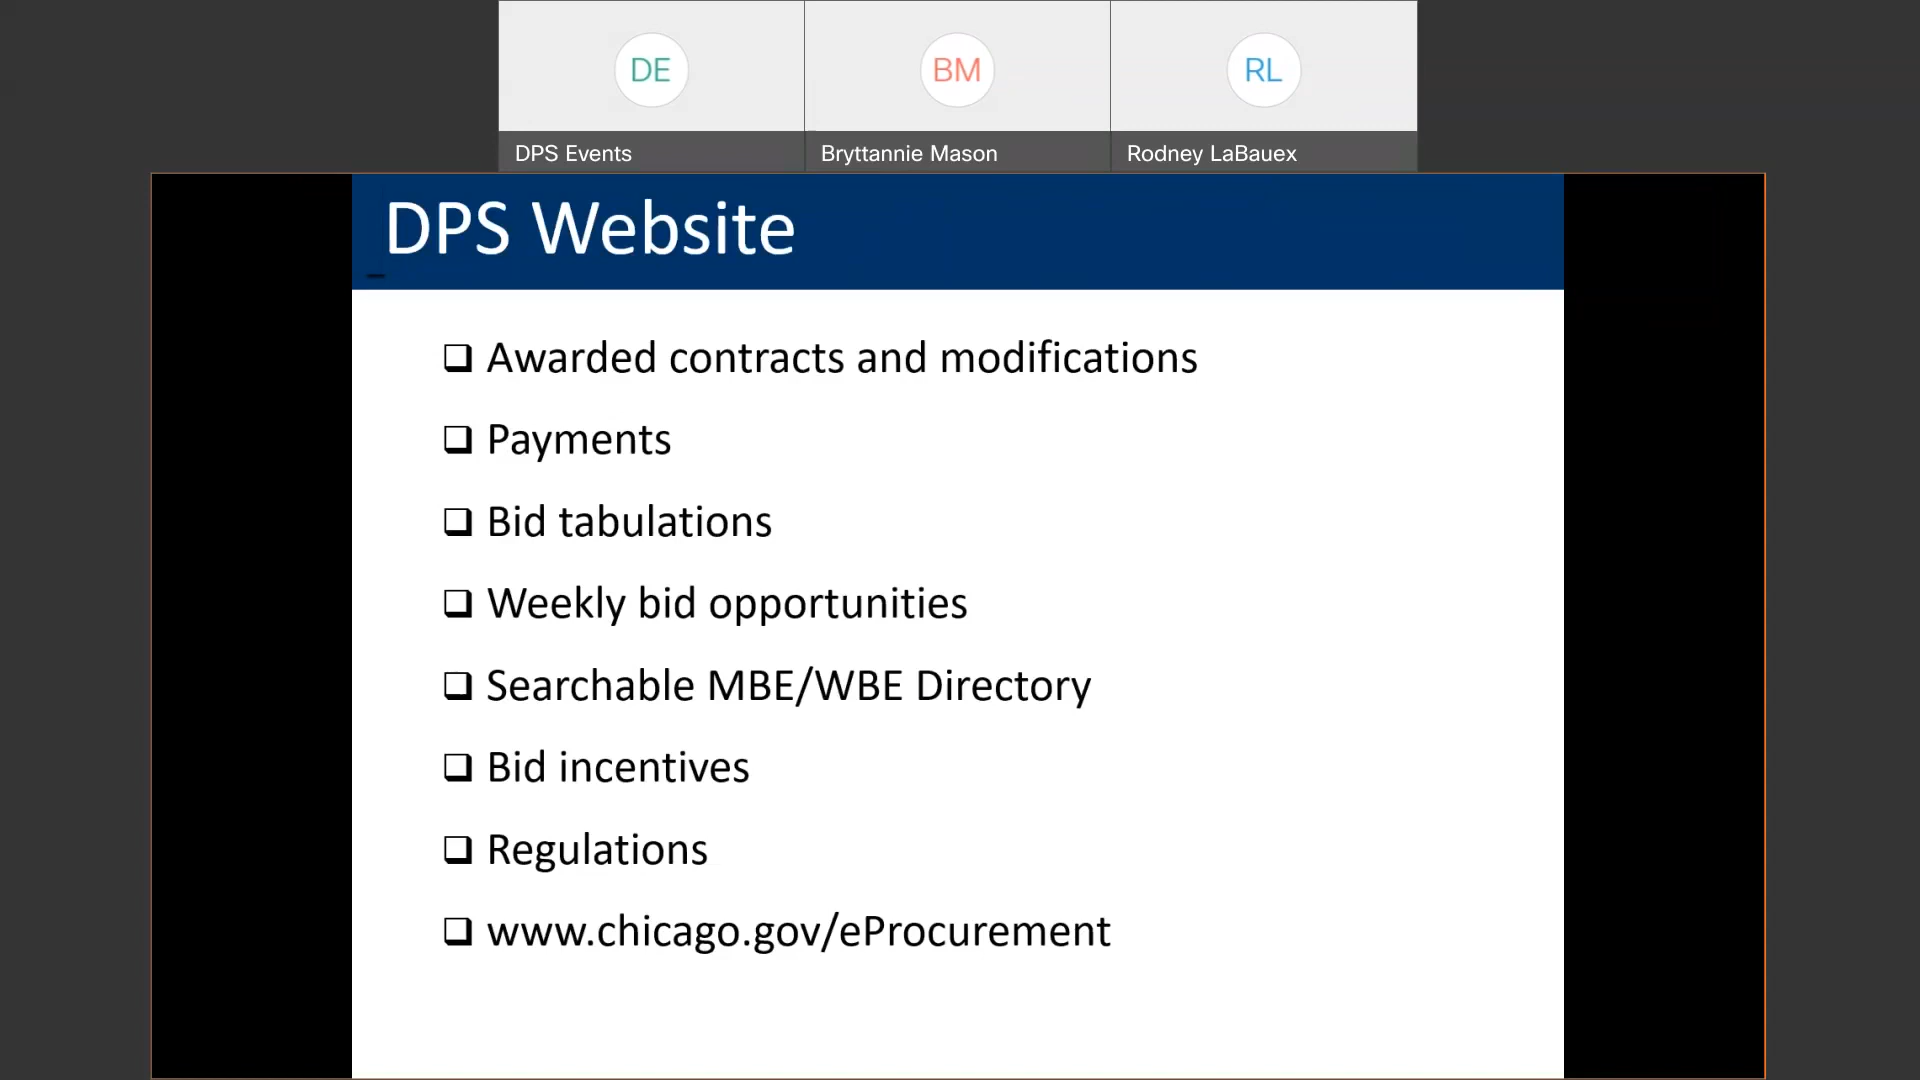 DE
BM
RL
DPS Events
Bryttannie Mason
Rodney LaBauex
DPS Website
Awarded contracts and modifications
Payments
Bid tabulations
Weekly bid opportunities
Searchable MBE/WBE Directory
Bid incentives
Regulations
www.chicago.gov/eProcurement